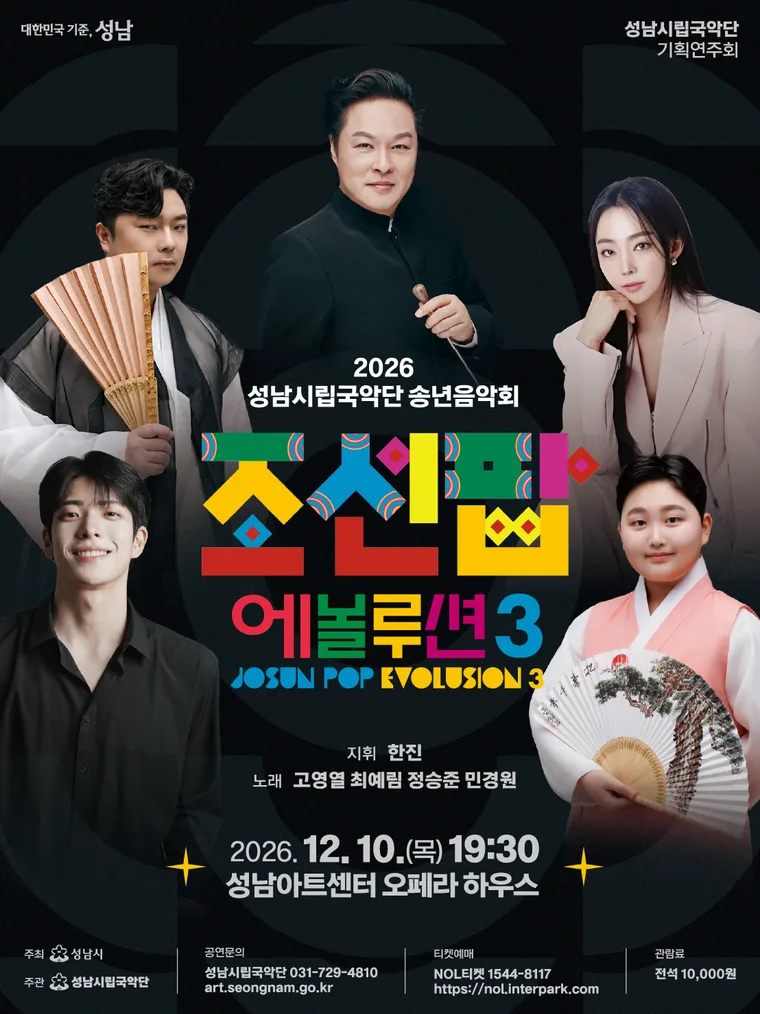 대한민국 기준, 성남
성남시립국악단
기획연주회
2026
성남시립국악단 송년음악회
조선팝
에볼루션 3
JOSUN POP EVOLUSION 3
지휘 한진
노래 고영열 최예림 정승준 민경원
2026. 12. 10.(목) 19:30
성남아트센터 오페라 하우스
주최 성남시
주관 성남시립국악단
공연문의
성남시립국악단 031-729-4810
art.seongnam.go.kr
티켓예매
NOL티켓 1544-8117
https://nol.interpark.com
관람료
전석 10,000원